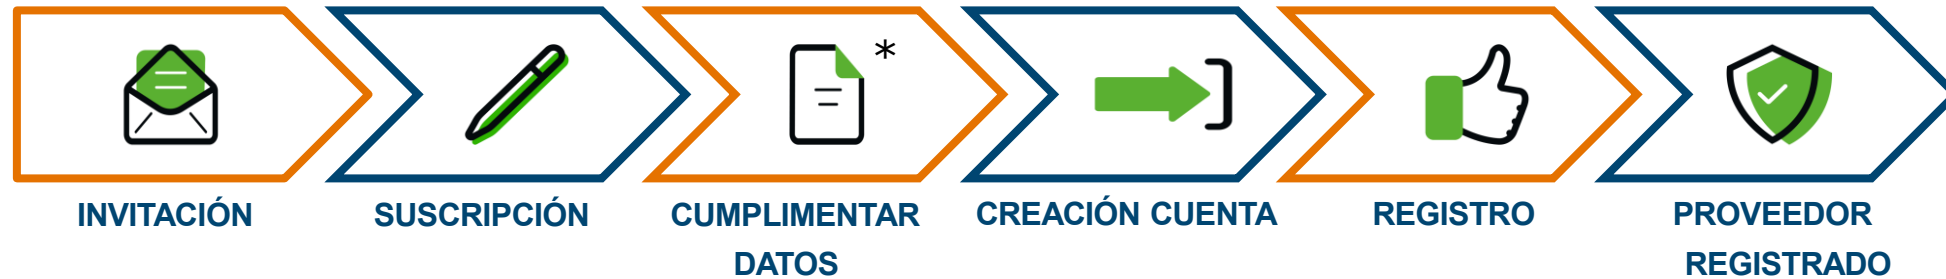 *
INVITACIÓN
SUSCRIPCIÓN
CUMPLIMENTAR
DATOS
CREACIÓN CUENTA
REGISTRO
PROVEEDOR
REGISTRADO